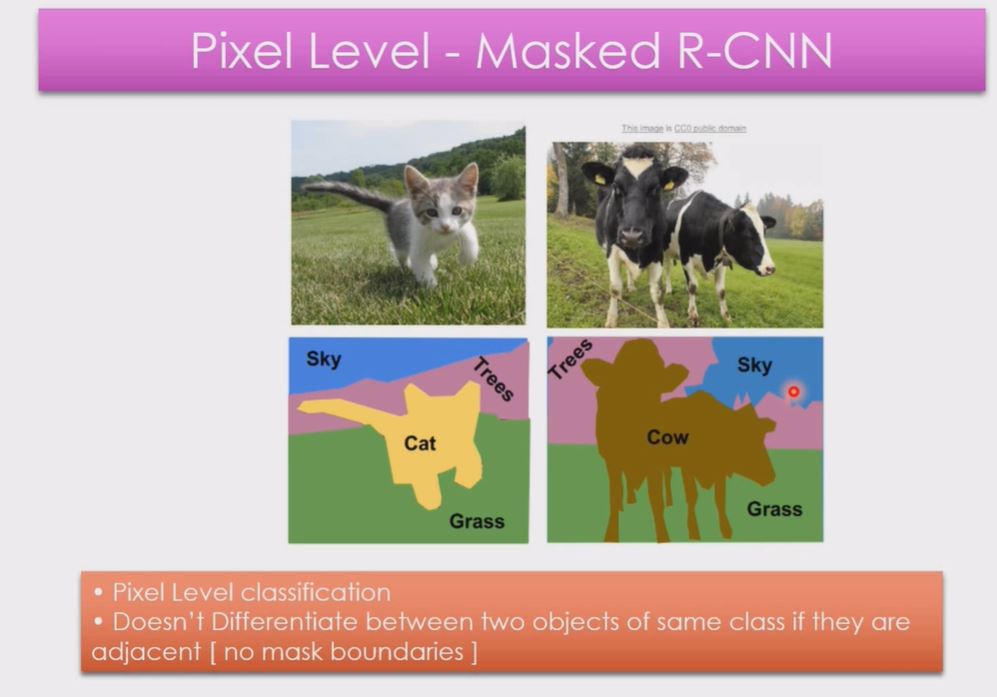 Pixel Level - Masked R-CNN
This image is CC0 public domain
Sky
Trees
Cat
Grass
Trees
Sky
Cow
Grass
• Pixel Level classification
• Doesn't Differentiate between two objects of same class if they are
adjacent [ no mask boundaries ]